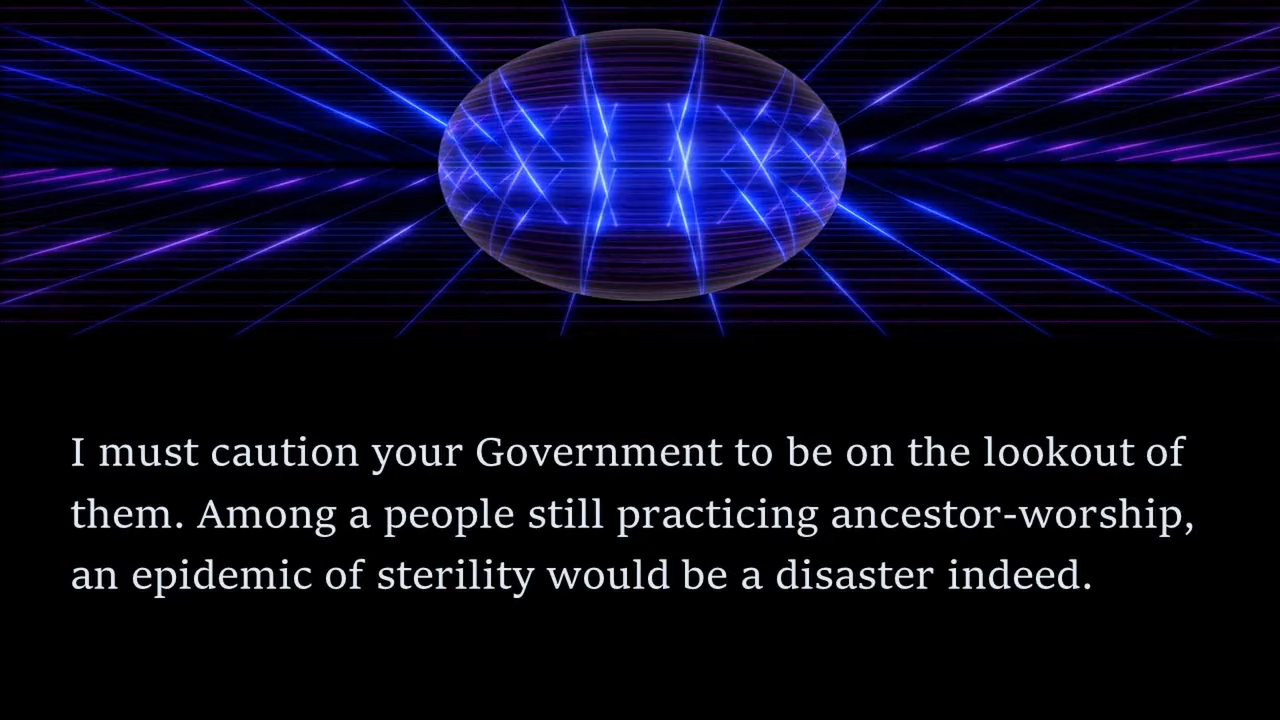 I must caution your Government to be on the lookout of
them. Among a people still practicing ancestor-worship,
an epidemic of sterility would be a disaster indeed.